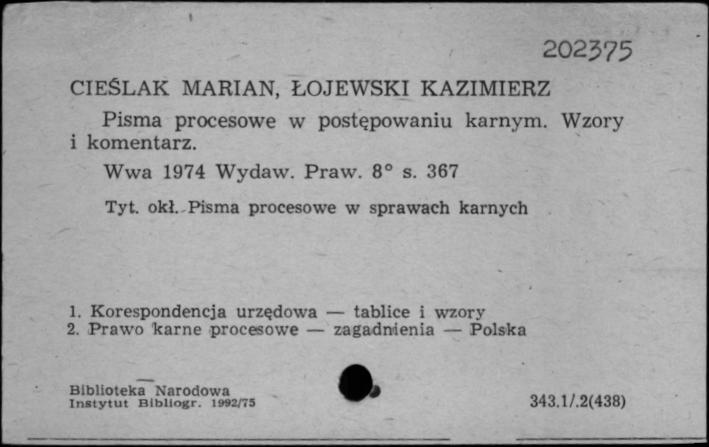 202375
CIEŚLAK MARIAN, ŁOJEWSKI KAZIMIERZ
Pisma procesowe w postępowaniu karnym. Wzory
i komentarz.
Wwa 1974 Wydaw. Praw. 8° s. 367
Tyt. okł. Pisma procesowe w sprawach karnych
1. Korespondencja urzędowa — tablice i wzory
2. Prawo karne procesowe — zagadnienia — Polska
Biblioteka Narodowa
Instytut Bibliogr. 1992/75
343.1/.2(438)